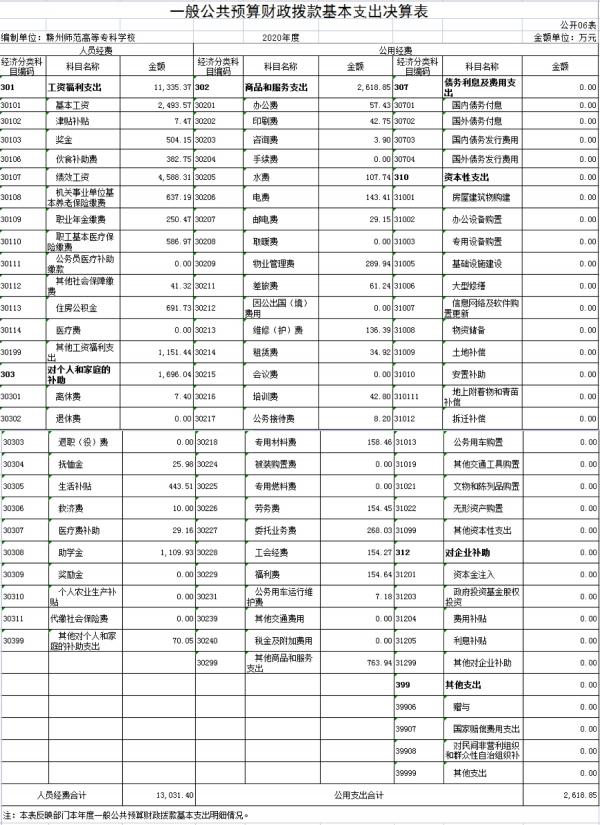 一般公共预算财政拨款基本支出决算表
公开06表
编制单位：赣州师范高等专科学校 2020年度 金额单位：万元
人员经费 公用经费
经济分类科目编码 科目名称 金额 经济分类科目编码 科目名称 金额 经济分类科目编码 科目名称 金额
301 工资福利支出 11,335.37 302 商品和服务支出 2,618.85 307 债务利息及费用支出 0.00
30101 基本工资 2,493.57 30201 办公费 57.43 30701 国内债务付息 0.00
30102 津贴补贴 7.47 30202 印刷费 42.75 30702 国外债务付息 0.00
30103 奖金 504.15 30203 咨询费 3.90 30703 国内债务发行费用 0.00
30106 伙食补助费 382.75 30204 手续费 0.00 30704 国外债务发行费用 0.00
30107 绩效工资 4,588.31 30205 水费 107.74 310 资本性支出 0.00
30108 机关事业单位基本养老保险缴费 637.19 30206 电费 143.41 31001 房屋建筑物购建 0.00
30109 职业年金缴费 250.47 30207 邮电费 29.15 31002 办公设备购置 0.00
30110 职工基本医疗保险缴费 586.97 30208 取暖费 0.00 31003 专用设备购置 0.00
30111 公务员医疗补助缴款 0.00 30209 物业管理费 289.94 31005 基础设施建设 0.00
30112 其他社会保障缴费 41.32 30211 差旅费 61.24 31006 大型修缮 0.00
30113 住房公积金 691.73 30212 因公出国（境）费用 0.00 31007 信息网络及软件购置更新 0.00
30114 医疗费 0.00 30213 维修（护）费 136.39 31008 物资储备 0.00
30199 其他工资福利支出 1,151.44 30214 租赁费 34.92 31009 土地补偿 0.00
303 对个人和家庭的补助 1,696.04 30215 会议费 0.00 31010 安置补助 0.00
30301 离休费 7.40 30216 培训费 42.80 310111 地上附着物和青苗补偿 0.00
30302 退休费 0.00 30217 公务接待费 8.20 31012 拆迁补偿 0.00
30303 退职（役）费 0.00 30218 专用材料费 158.46 31013 公务用车购置 0.00
30304 抚恤金 25.98 30224 被装购置费 0.00 31019 其他交通工具购置 0.00
30305 生活补贴 443.51 30225 专用燃料费 0.00 31021 文物和陈列品购置 0.00
30306 救济费 10.00 30226 劳务费 154.45 31022 无形资产购置 0.00
30307 医疗费补助 29.16 30227 委托业务费 268.03 31099 其他资本性支出 0.00
30308 助学金 1,109.93 30228 工会经费 154.27 312 对企业补助 0.00
30309 奖励金 0.00 30229 福利费 154.64 31201 资本金注入 0.00
30310 个人农业生产补贴 0.00 30231 公务用车运行维护费 7.18 31203 政府投资基金股权投资 0.00
30311 代缴社会保险费 0.00 30239 其他交通费用 0.00 31204 费用补贴 0.00
30399 其他对个人和家庭的补助支出 70.05 30240 税金及附加费用 0.00 31205 利息补贴 0.00
30299 其他商品和服务支出 763.94 31299 其他对企业补助 0.00
399 其他支出 0.00
39906 赠与 0.00
39907 国家赔偿费用支出 0.00
39908 对民间非营利组织和群众性自治组织补 0.00
39999 其他支出 0.00
人员经费合计 13,031.40 公用支出合计 2,618.85
注：本表反映部门本年度一般公共预算财政拨款基本支出明细情况。